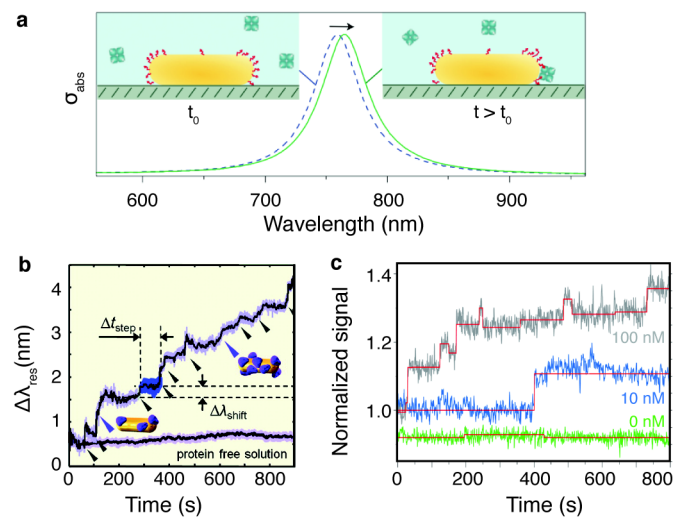 a
σabs
t0
t > t0
600
700
800
900
Wavelength (nm)
b
Δλres(nm)
4
3
2
1
0
Δtstep
Δλshift
protein free solution
0
200
400
600
800
Time (s)
c
Normalized signal
1.4
1.2
1.0
100 nM
10 nM
0 nM
0
200
400
600
800
Time (s)